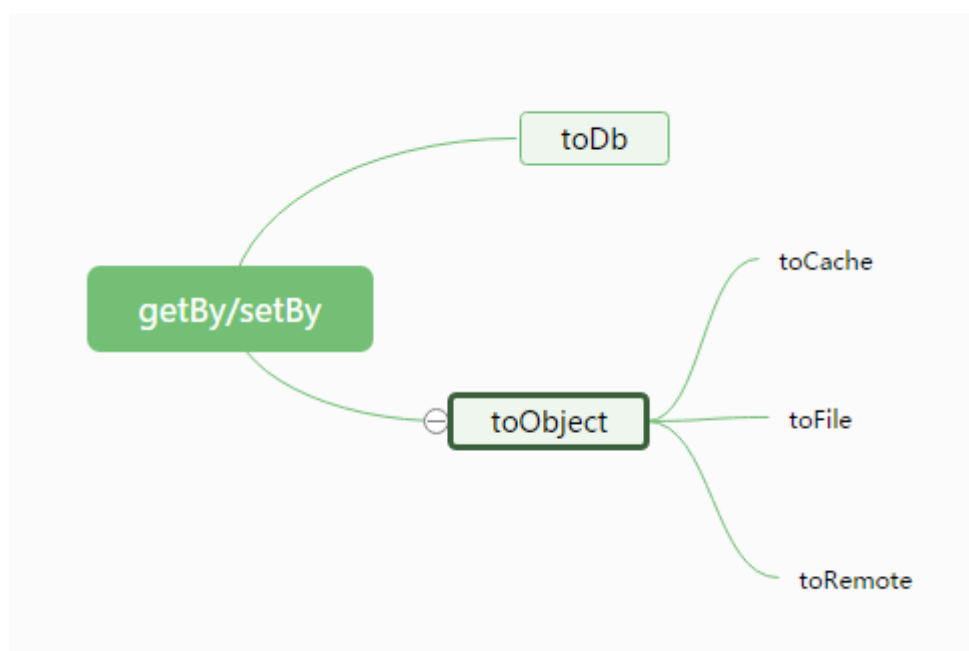 toDb
getBy/setBy
toCache
toObject
toFile
toRemote